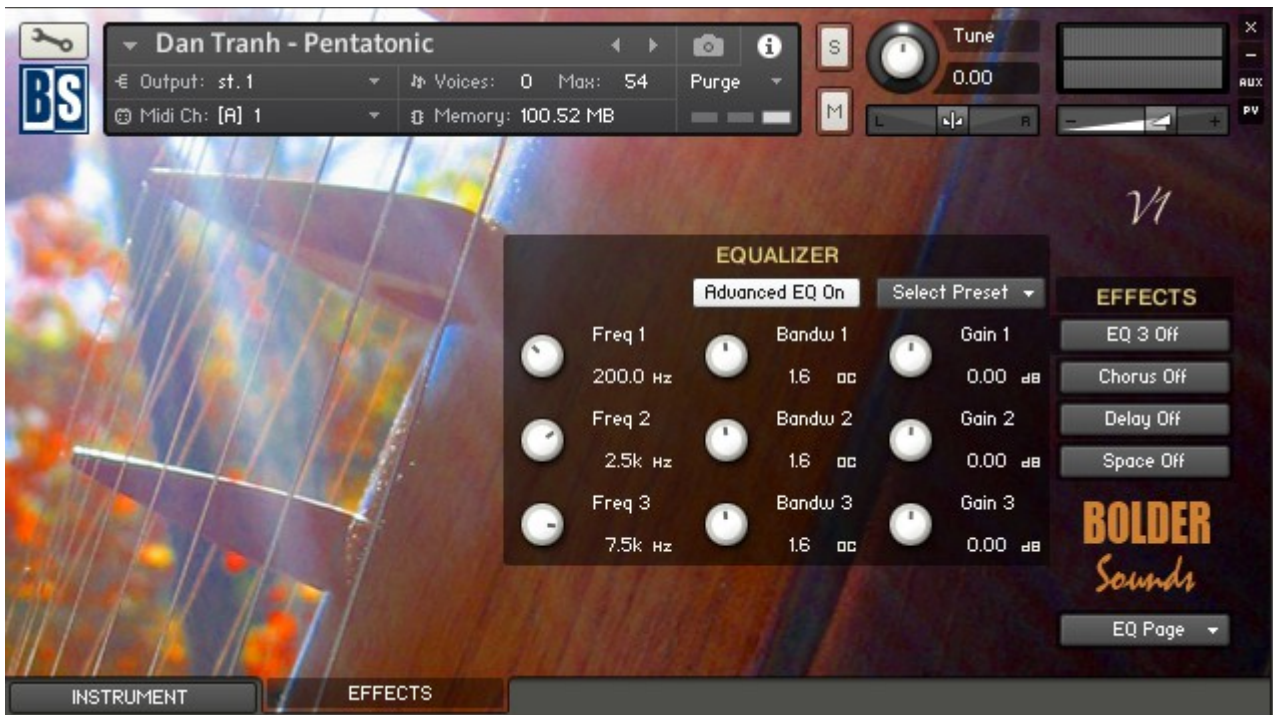 Dan Tranh - Pentatonic
Output: st. 1
Voices: 0 Max: 54
Purge
Midi Ch: [A] 1
Memory: 100.52 MB
BS
S
M
Tune
0.00
L R
- +
×
-
AUX
PV
V1
EQUALIZER
Advanced EQ On
Select Preset
Freq 1
Bandw 1
Gain 1
200.0 Hz
1.6 OC
0.00 dB
Freq 2
Bandw 2
Gain 2
2.5k Hz
1.6 OC
0.00 dB
Freq 3
Bandw 3
Gain 3
7.5k Hz
1.6 OC
0.00 dB
EFFECTS
EQ 3 Off
Chorus Off
Delay Off
Space Off
BOLDER
Sounds
EQ Page
INSTRUMENT
EFFECTS